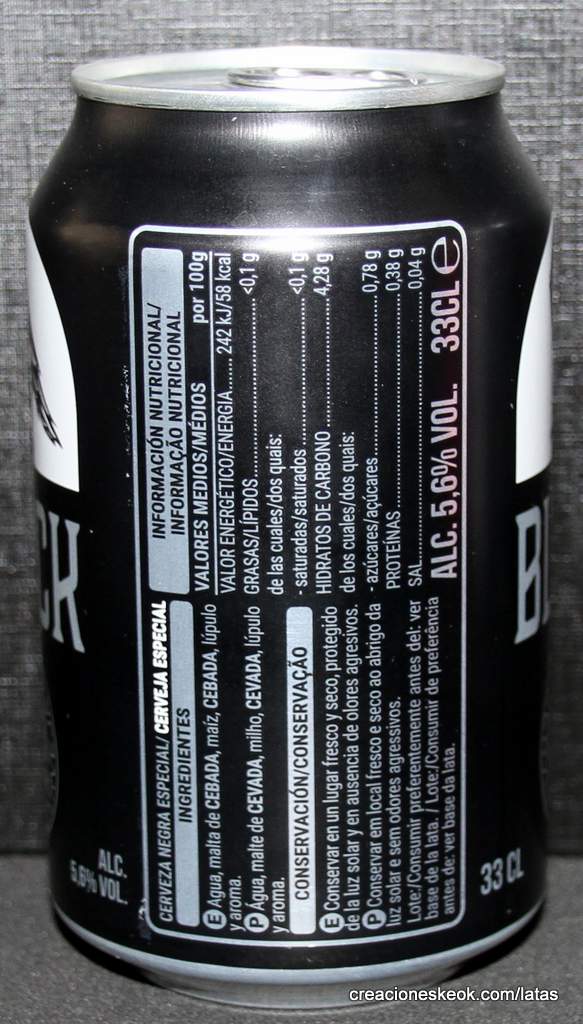 CERVEZA NEGRA ESPECIAL/ CERVEJA ESPECIAL
INGREDIENTES
E Agua, malta de CEBADA, maíz, CEBADA, lúpulo
y aroma.
P Água, malte de CEVADA, milho, CEVADA, lúpulo
y aroma.
CONSERVACIÓN/CONSERVAÇÃO
E Conservar en un lugar fresco y seco, protegido
de la luz solar y en ausencia de olores agresivos.
P Conservar em local fresco e seco ao abrigo da
luz solar e sem odores agressivos.
Lote:/Consumir preferentemente antes del: ver
base de la lata. / Lote:/Consumir de preferência
antes de: ver base da lata.
INFORMACIÓN NUTRICIONAL/
INFORMAÇÃO NUTRICIONAL
VALORES MEDIOS/MÉDIOS por 100g
VALOR ENERGÉTICO/ENERGIA..... 242 kJ/58 kcal
GRASAS/LÍPIDOS.............................. <0,1 g
de las cuales/dos quais:
- saturadas/saturados.......................... <0,1 g
HIDRATOS DE CARBONO.................... 4,28 g
de los cuales/dos quais:
- azúcares/açúcares............................ 0,78 g
PROTEÍNAS...................................... 0,38 g
SAL................................................ 0,04 g
ALC. 5,6% VOL. 33CL e
CK
ALC.
5,6% VOL.
BL
33 CL
creacioneskeok.com/latas